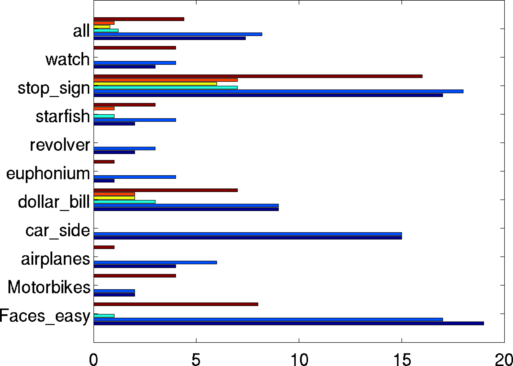 all
watch
stop_sign
starfish
revolver
euphonium
dollar_bill
car_side
airplanes
Motorbikes
Faces_easy
0 5 10 15 20